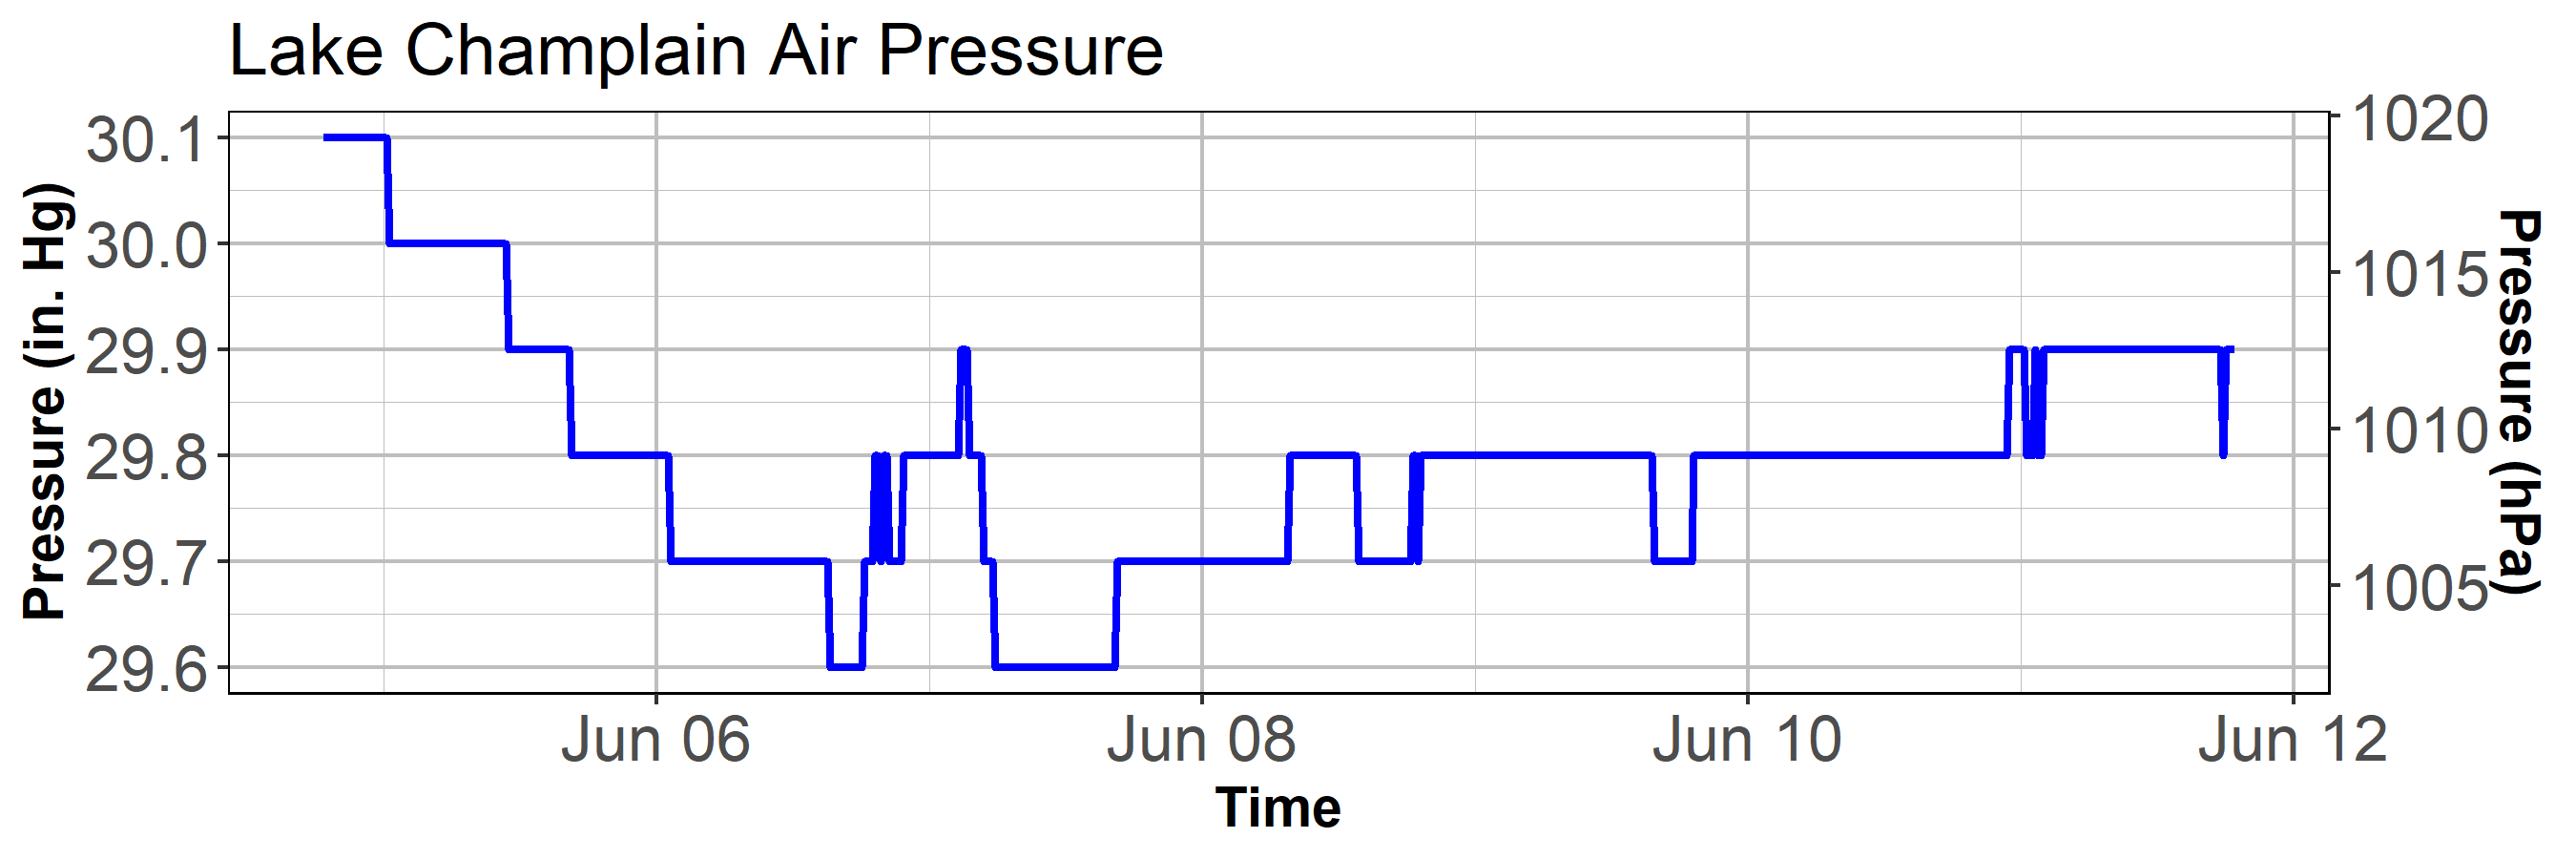 Lake Champlain Air Pressure
Pressure (in. Hg)
30.1
30.0
29.9
29.8
29.7
29.6
1020
1015
1010
1005
Pressure (hPa)
Jun 06 Jun 08 Jun 10 Jun 12
Time